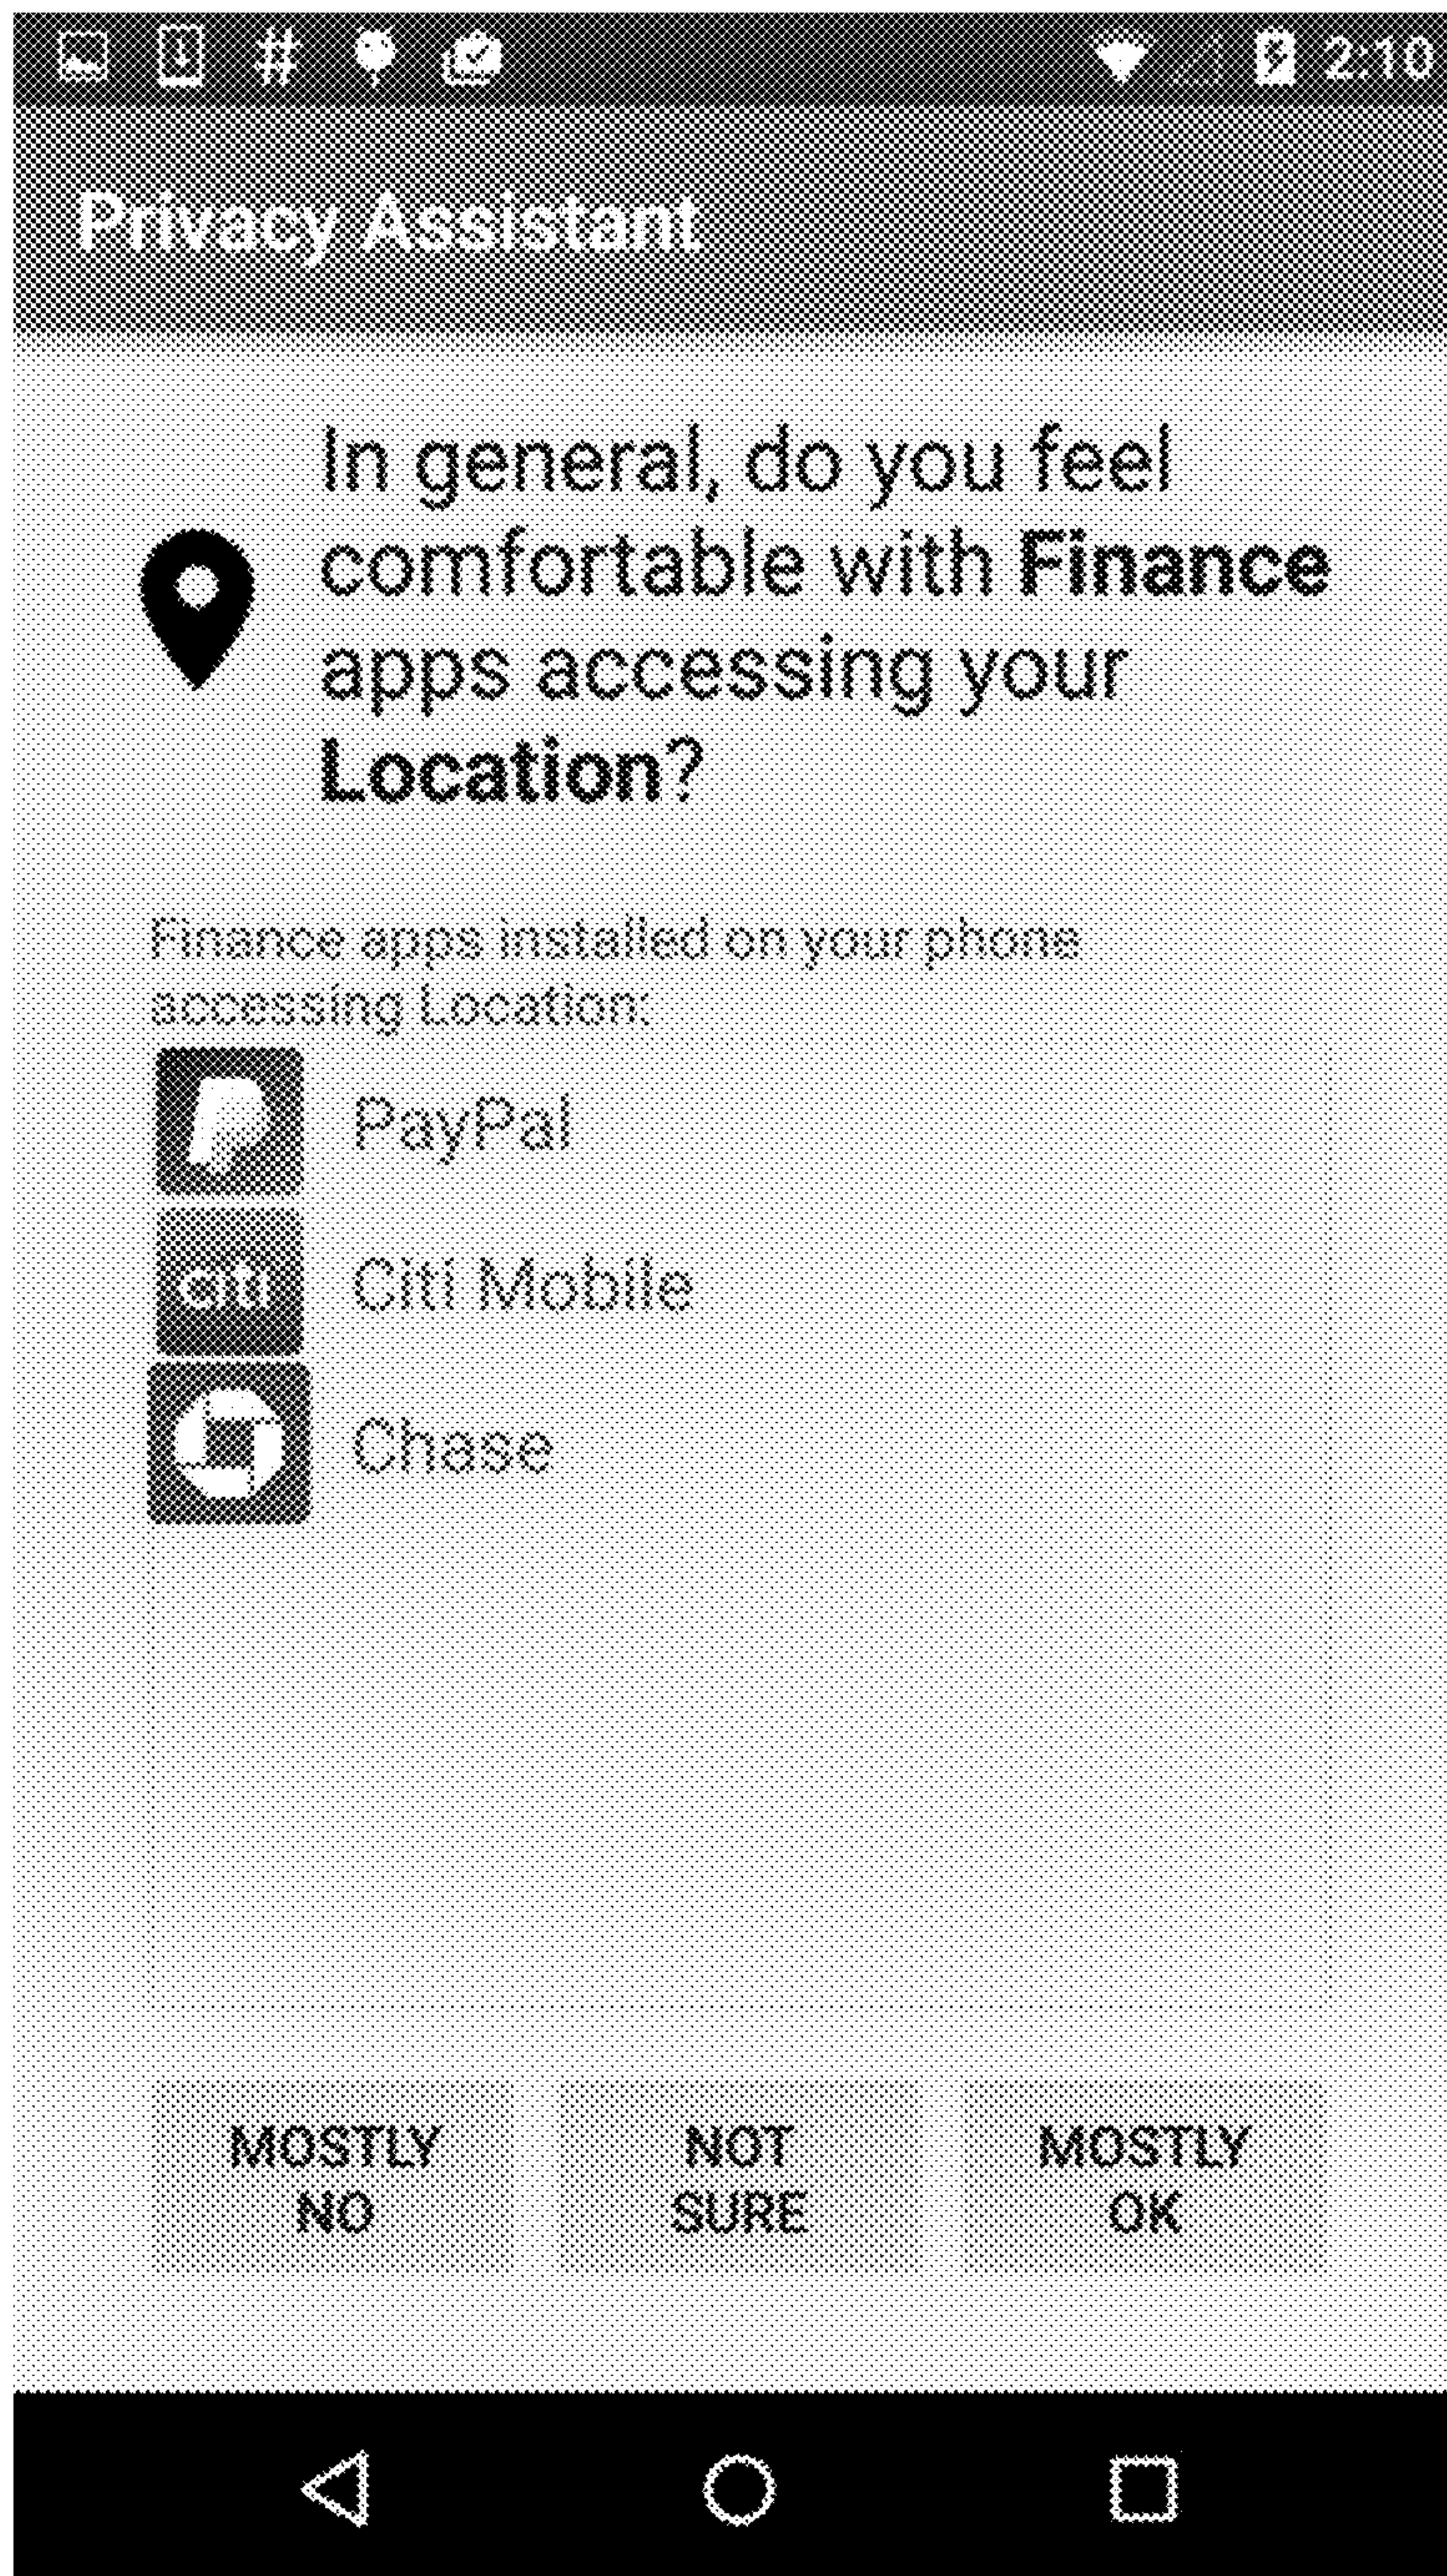 2:10
Privacy Assistant
In general, do you feel
comfortable with Finance
apps accessing your
Location?
Finance apps installed on your phone
accessing Location:
PayPal
citi
Citi Mobile
Chase
MOSTLY
NO
NOT
SURE
MOSTLY
OK